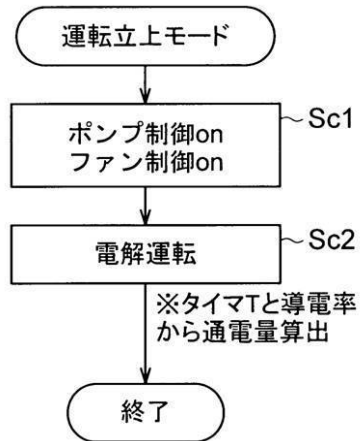 運転立上モード
ポンプ制御on
ファン制御on
Sc1
電解運転
Sc2
※タイマTと導電率
から通電量算出
終了